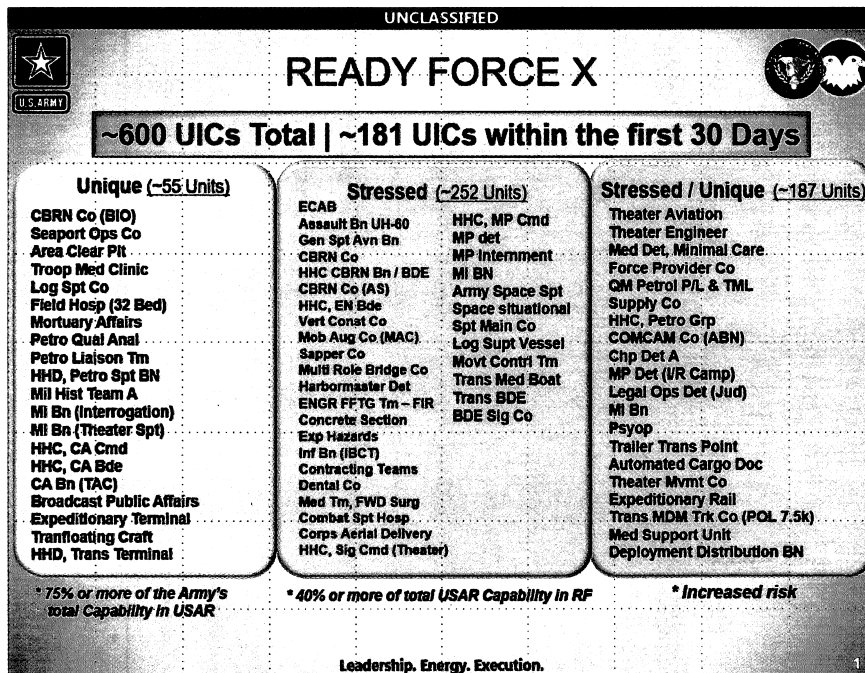 UNCLASSIFIED
U.S.ARMY
READY FORCE X
~600 UICs Total | ~181 UICs within the first 30 Days
Unique (~55 Units)
CBRN Co (BIO)
Seaport Ops Co
Area Clear Plt
Troop Med Clinic
Log Spt Co
Field Hosp (32 Bed)
Mortuary Affairs
Petro Qual Anal
Petro Liaison Tm
HHD, Petro Spt BN
Mil Hist Team A
MI Bn (Interrogation)
MI Bn (Theater Spt)
HHC, CA Cmd
HHC, CA Bde
CA Bn (TAC)
Broadcast Public Affairs
Expeditionary Terminal
Tranfloating Craft
HHD, Trans Terminal
* 75% or more of the Army's
total Capability in USAR
Stressed (~252 Units)
ECAB
Assault Bn UH-60
Gen Spt Avn Bn
CBRN Co
HHC CBRN Bn / BDE
CBRN Co (AS)
HHC, EN Bde
Vert Const Co
Mob Aug Co (MAC)
Sapper Co
Multi Role Bridge Co
Harbormaster Det
ENGR FFTG Tm – FIR
Concrete Section
Exp Hazards
Inf Bn (IBCT)
Contracting Teams
Dental Co
Med Tm, FWD Surg
Combat Spt Hosp
Corps Aerial Delivery
HHC, Sig Cmd (Theater)
HHC, MP Cmd
MP det
MP Internment
MI BN
Army Space Spt
Space situational
Spt Main Co
Log Supt Vessel
Movt Contrl Tm
Trans Med Boat
Trans BDE
BDE Sig Co
* 40% or more of total USAR Capability in RF
Stressed / Unique (~187 Units)
Theater Aviation
Theater Engineer
Med Det, Minimal Care
Force Provider Co
QM Petrol P/L & TML
Supply Co
HHC, Petro Grp
COMCAM Co (ABN)
Chp Det A
MP Det (I/R Camp)
Legal Ops Det (Jud)
MI Bn
Psyop
Trailer Trans Point
Automated Cargo Doc
Theater Mvmt Co
Expeditionary Rail
Trans MDM Trk Co (POL 7.5k)
Med Support Unit
Deployment Distribution BN
* Increased risk
Leadership. Energy. Execution.
1